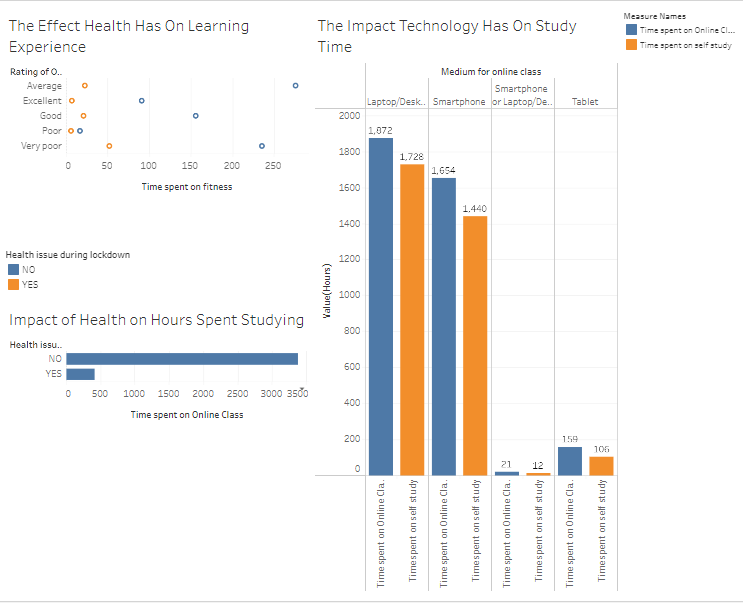 The Effect Health Has On Learning
Experience
Rating of O..
Average
Excellent
Good
Poor
Very poor
0 50 100 150 200 250
Time spent on fitness
Health issue during lockdown
NO
YES
Impact of Health on Hours Spent Studying
Health issu..
NO
YES
0 500 1000 1500 2000 2500 3000 3500
Time spent on Online Class
The Impact Technology Has On Study
Time
Medium for online class
Laptop/Desk..
Smartphone
Smartphone
or Laptop/De..
Tablet
Value(Hours)
2000
1800
1600
1400
1200
1000
800
600
400
200
0
1,872
1,728
1,654
1,440
21
12
159
106
Time spent on Online Cla..
Time spent on self study
Time spent on Online Cla..
Time spent on self study
Time spent on Online Cla..
Time spent on self study
Time spent on Online Cla..
Time spent on self study
Measure Names
Time spent on Online Cl...
Time spent on self study